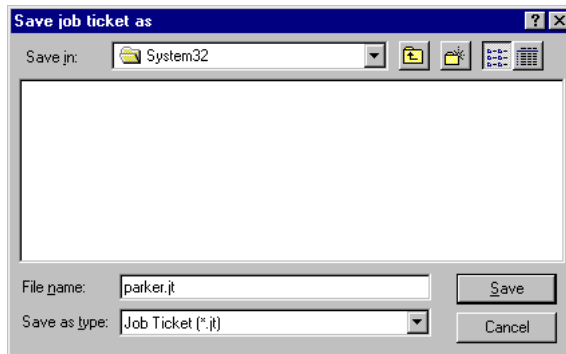 Save job ticket as
Save in: System32
File name: parker.jt
Save
Save as type: Job Ticket (*.jt)
Cancel